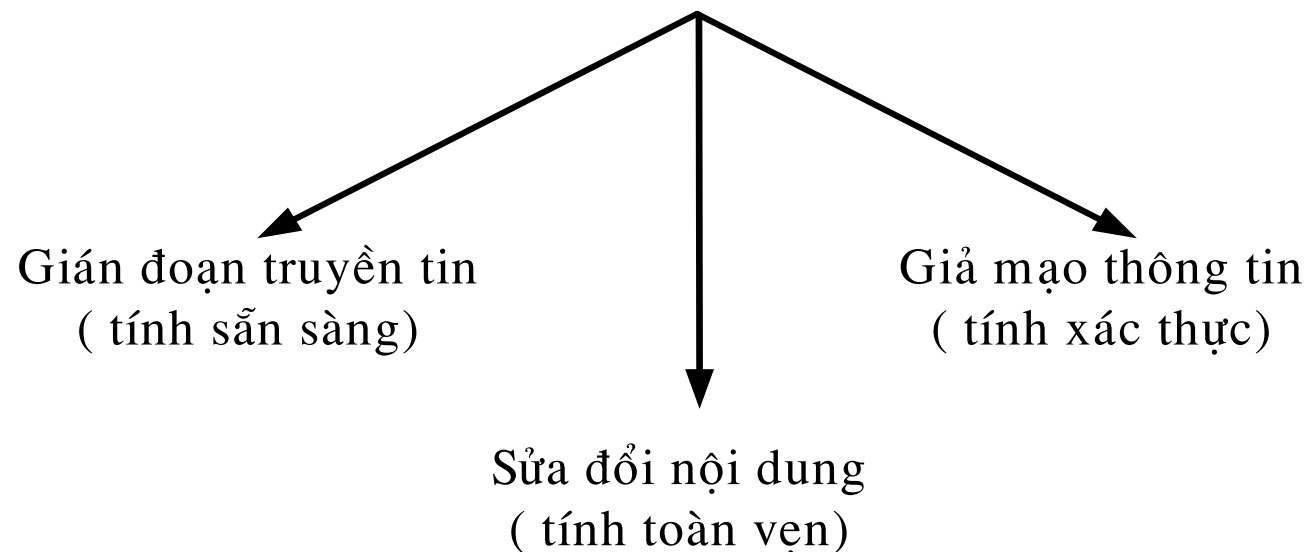 Gián đoạn truyền tin
( tính sẵn sàng)
Giả mạo thông tin
( tính xác thực)
Sửa đổi nội dung
( tính toàn vẹn)